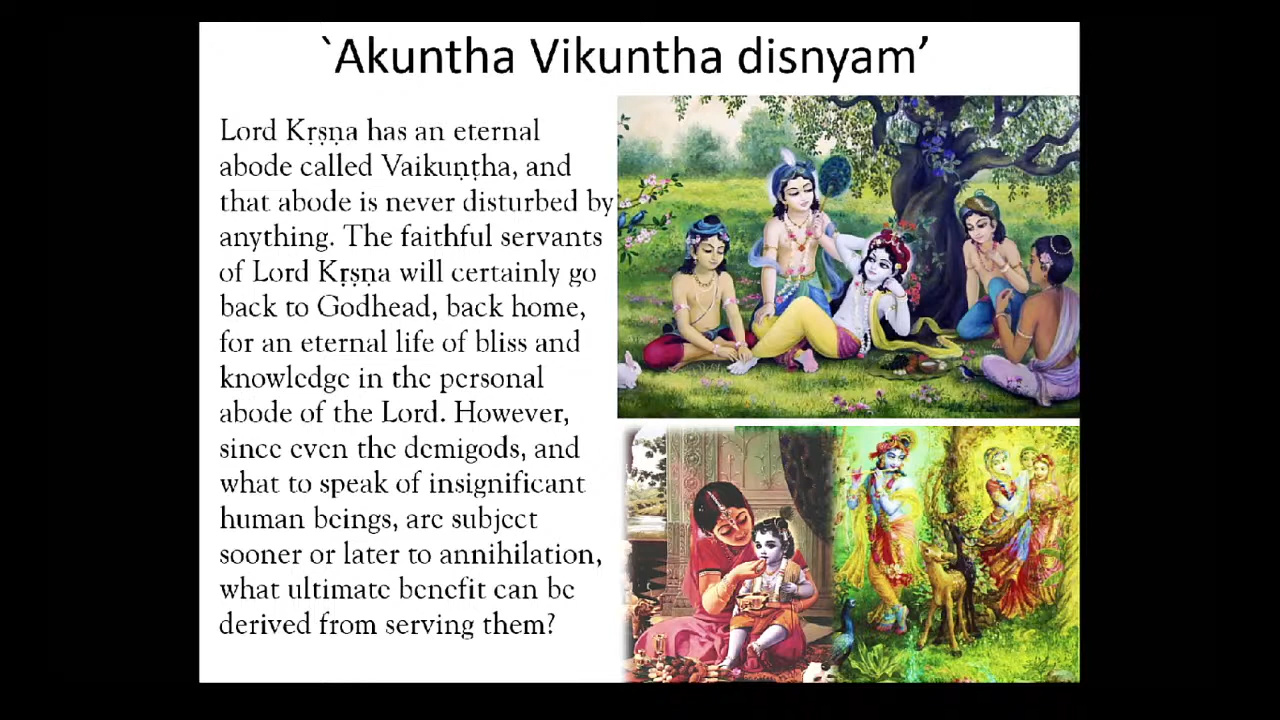 `Akuntha Vikuntha disnyam’
Lord Kṛṣṇa has an eternal
abode called Vaikuṇṭha, and
that abode is never disturbed by
anything. The faithful servants
of Lord Kṛṣṇa will certainly go
back to Godhead, back home,
for an eternal life of bliss and
knowledge in the personal
abode of the Lord. However,
since even the demigods, and
what to speak of insignificant
human beings, are subject
sooner or later to annihilation,
what ultimate benefit can be
derived from serving them?